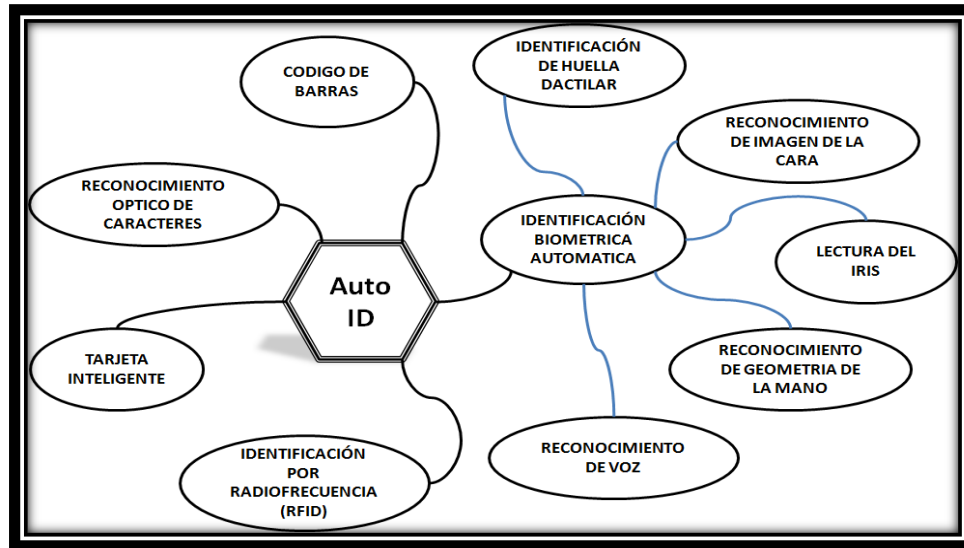 CODIGO DE
BARRAS
IDENTIFICACIÓN
DE HUELLA
DACTILAR
RECONOCIMIENTO
DE IMAGEN DE LA
CARA
RECONOCIMIENTO
OPTICO DE
CARACTERES
IDENTIFICACIÓN
BIOMETRICA
AUTOMATICA
LECTURA DEL
IRIS
Auto
ID
TARJETA
INTELIGENTE
RECONOCIMIENTO
DE GEOMETRIA DE
LA MANO
IDENTIFICACIÓN
POR
RADIOFRECUENCIA
(RFID)
RECONOCIMIENTO
DE VOZ